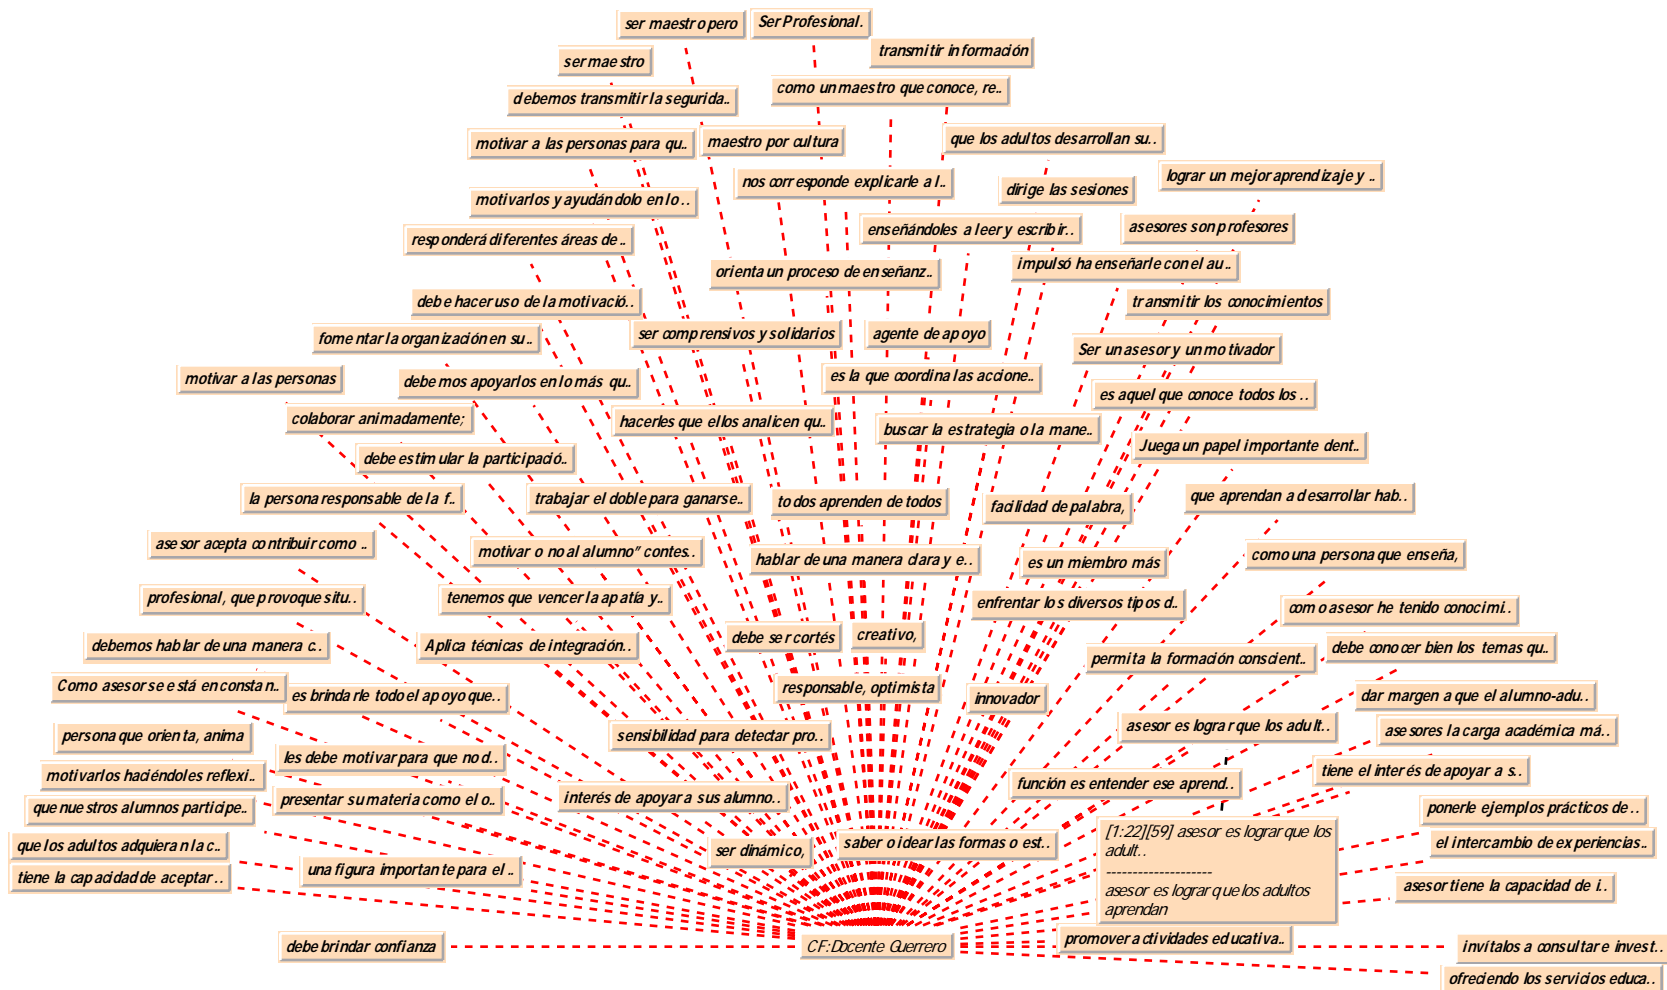 ser maestro pero
Ser Profesional.
transmitir información
ser maestro
como un maestro que conoce, re..
debemos transmitir la segurida..
motivar a las personas para qu..
maestro por cultura
que los adultos desarrollan su..
nos corresponde explicarle a l..
dirige las sesiones
lograr un mejor aprendizaje y ..
motivarlos y ayudándolo en lo ..
enseñándoles a leer y escribir..
asesores son profesores
responderá diferentes áreas de ..
orienta un proceso de enseñanz..
impulsó ha enseñarle con el au ..
debe hacer uso de la motivació..
transmitir los conocimientos
fomentar la organización en su ..
ser comprensivos y solidarios
agente de apoyo
Ser un asesor y un motivador
motivar a las personas
debemos apoyarlos en lo más qu..
es la que coordina las accione..
es aquel que conoce todos los ..
colaborar animadamente;
hacerles que ellos analicen qu..
buscar la estrategia o la mane..
Juega un papel importante dent..
debe estimular la participació..
la persona responsable de la f..
trabajar el doble para ganarse..
todos aprenden de todos
facilidad de palabra,
que aprendan a desarrollar hab..
asesor acepta contribuir como ..
motivar o no al alumno" contes..
hablar de una manera clara y e..
es un miembro más
como una persona que enseña,
profesional, que provoque situ..
tenemos que vencer la apatía y..
enfrentar los diversos tipos d..
como asesor he tenido conocimi..
debemos hablar de una manera c..
Aplica técnicas de integración..
debe ser cortés
creativo,
permita la formación conscient..
debe conocer bien los temas qu..
Como asesor se está en constan..
es brindarle todo el apoyo que..
responsable, optimista
innovador
dar margen a que el alumno-adu..
persona que orienta, anima
sensibilidad para detectar pro..
asesor es lograr que los adult..
asesores la carga académica má..
les debe motivar para que no d..
motivarlos haciéndoles reflexi..
función es entender ese aprend..
tiene el interés de apoyar a s..
que nuestros alumnos participe..
presentar su materia como el o..
interés de apoyar a sus alumno..
ponerle ejemplos prácticos de ..
que los adultos adquieran la c..
ser dinámico,
saber o idear las formas o est..
[1:22][59] asesor es lograr que los
adult..
--------------------
asesor es lograr que los adultos
aprendan
el intercambio de experiencias..
tiene la capacidad de aceptar ..
una figura importante para el ..
asesor tiene la capacidad de i..
debe brindar confianza
CF:Docente Guerrero
promover actividades educativa..
invítalos a consultar e invest..
ofreciendo los servicios educa..